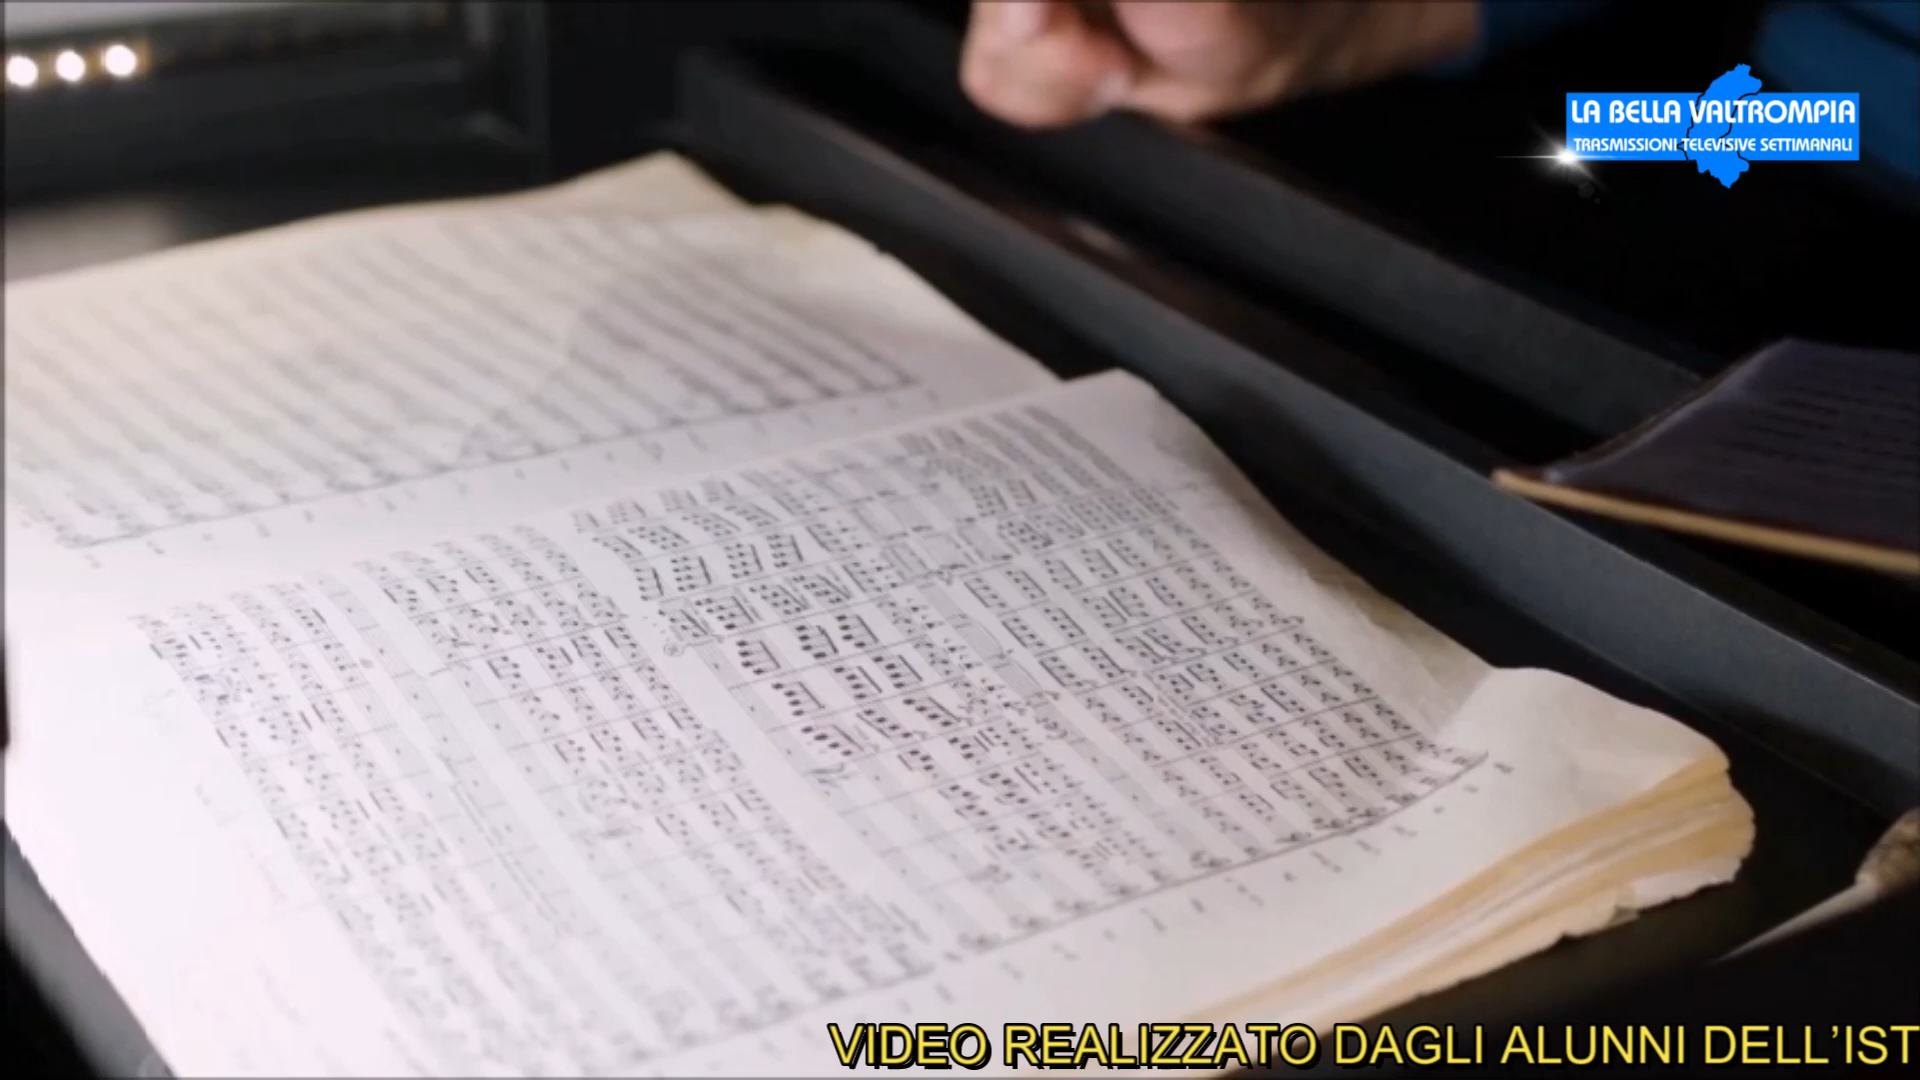 LA BELLA VALTROMPIA
TRASMISSIONI TELEVISIVE SETTIMANALI
VIDEO REALIZZATO DAGLI ALUNNI DELL’IST